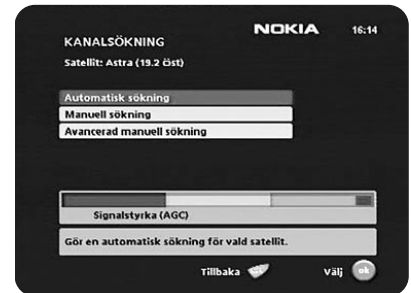 NOKIA 16:14
KANALSÖKNING
Satellit: Astra (19.2 öst)
Automatisk sökning
Manuell sökning
Avancerad manuell sökning
Signalstyrka (AGC)
Gör en automatisk sökning för vald satellit.
Tillbaka Välj ok